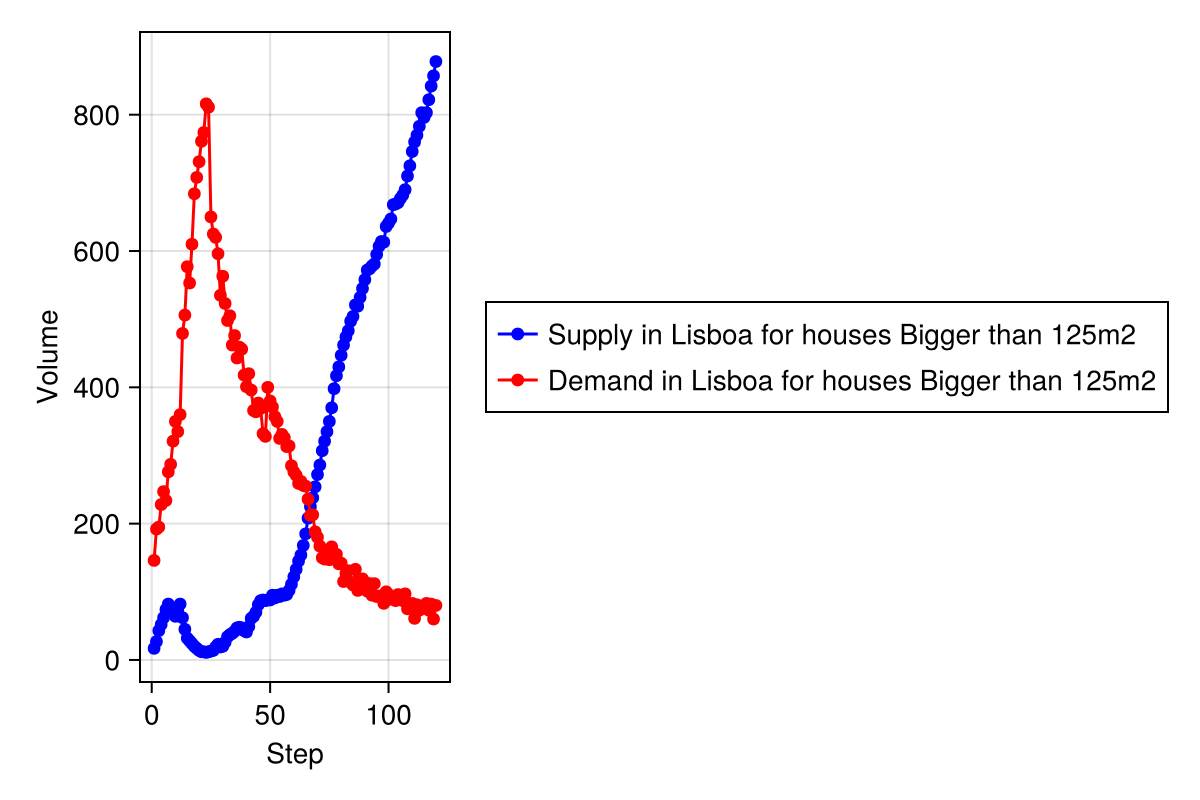 800
600
400
200
0
Volume
0 50 100
Step
Supply in Lisboa for houses Bigger than 125m2
Demand in Lisboa for houses Bigger than 125m2